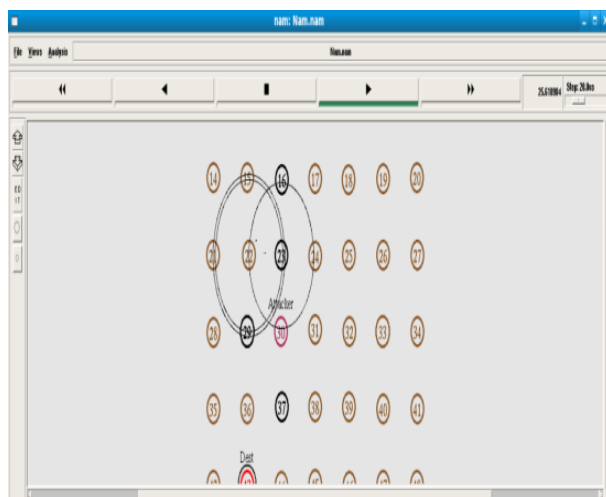 nam: Nam.nam
File Views Analysis Nam.nam
25.618904 Step: 20.0ms
14 15 16 17 18 19 20
21 22 23 24 25 26 27
Attacker
28 29 30 31 32 33 34
35 36 37 38 39 40 41
Dest